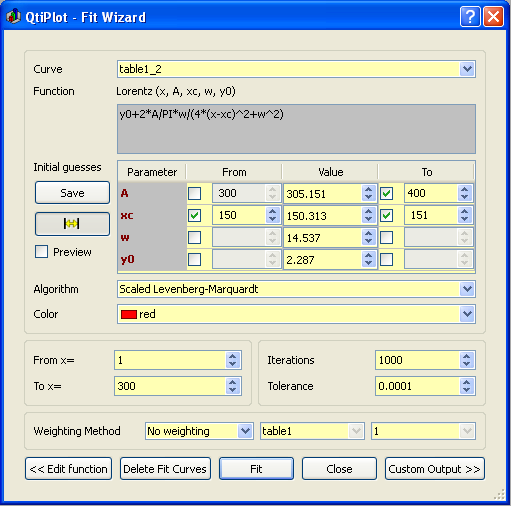 QtiPlot - Fit Wizard
Curve table1_2
Function Lorentz (x, A, xc, w, y0)
y0+2*A/PI*w/(4*(x-xc)^2+w^2)
Initial guesses
Parameter From Value To
Save
A 300 305.151 400
xc 150 150.313 151
w 14.537
Preview
y0 2.287
Algorithm Scaled Levenberg-Marquardt
Color red
From x= 1 Iterations 1000
To x= 300 Tolerance 0.0001
Weighting Method No weighting table1 1
<< Edit function Delete Fit Curves Fit Close Custom Output >>